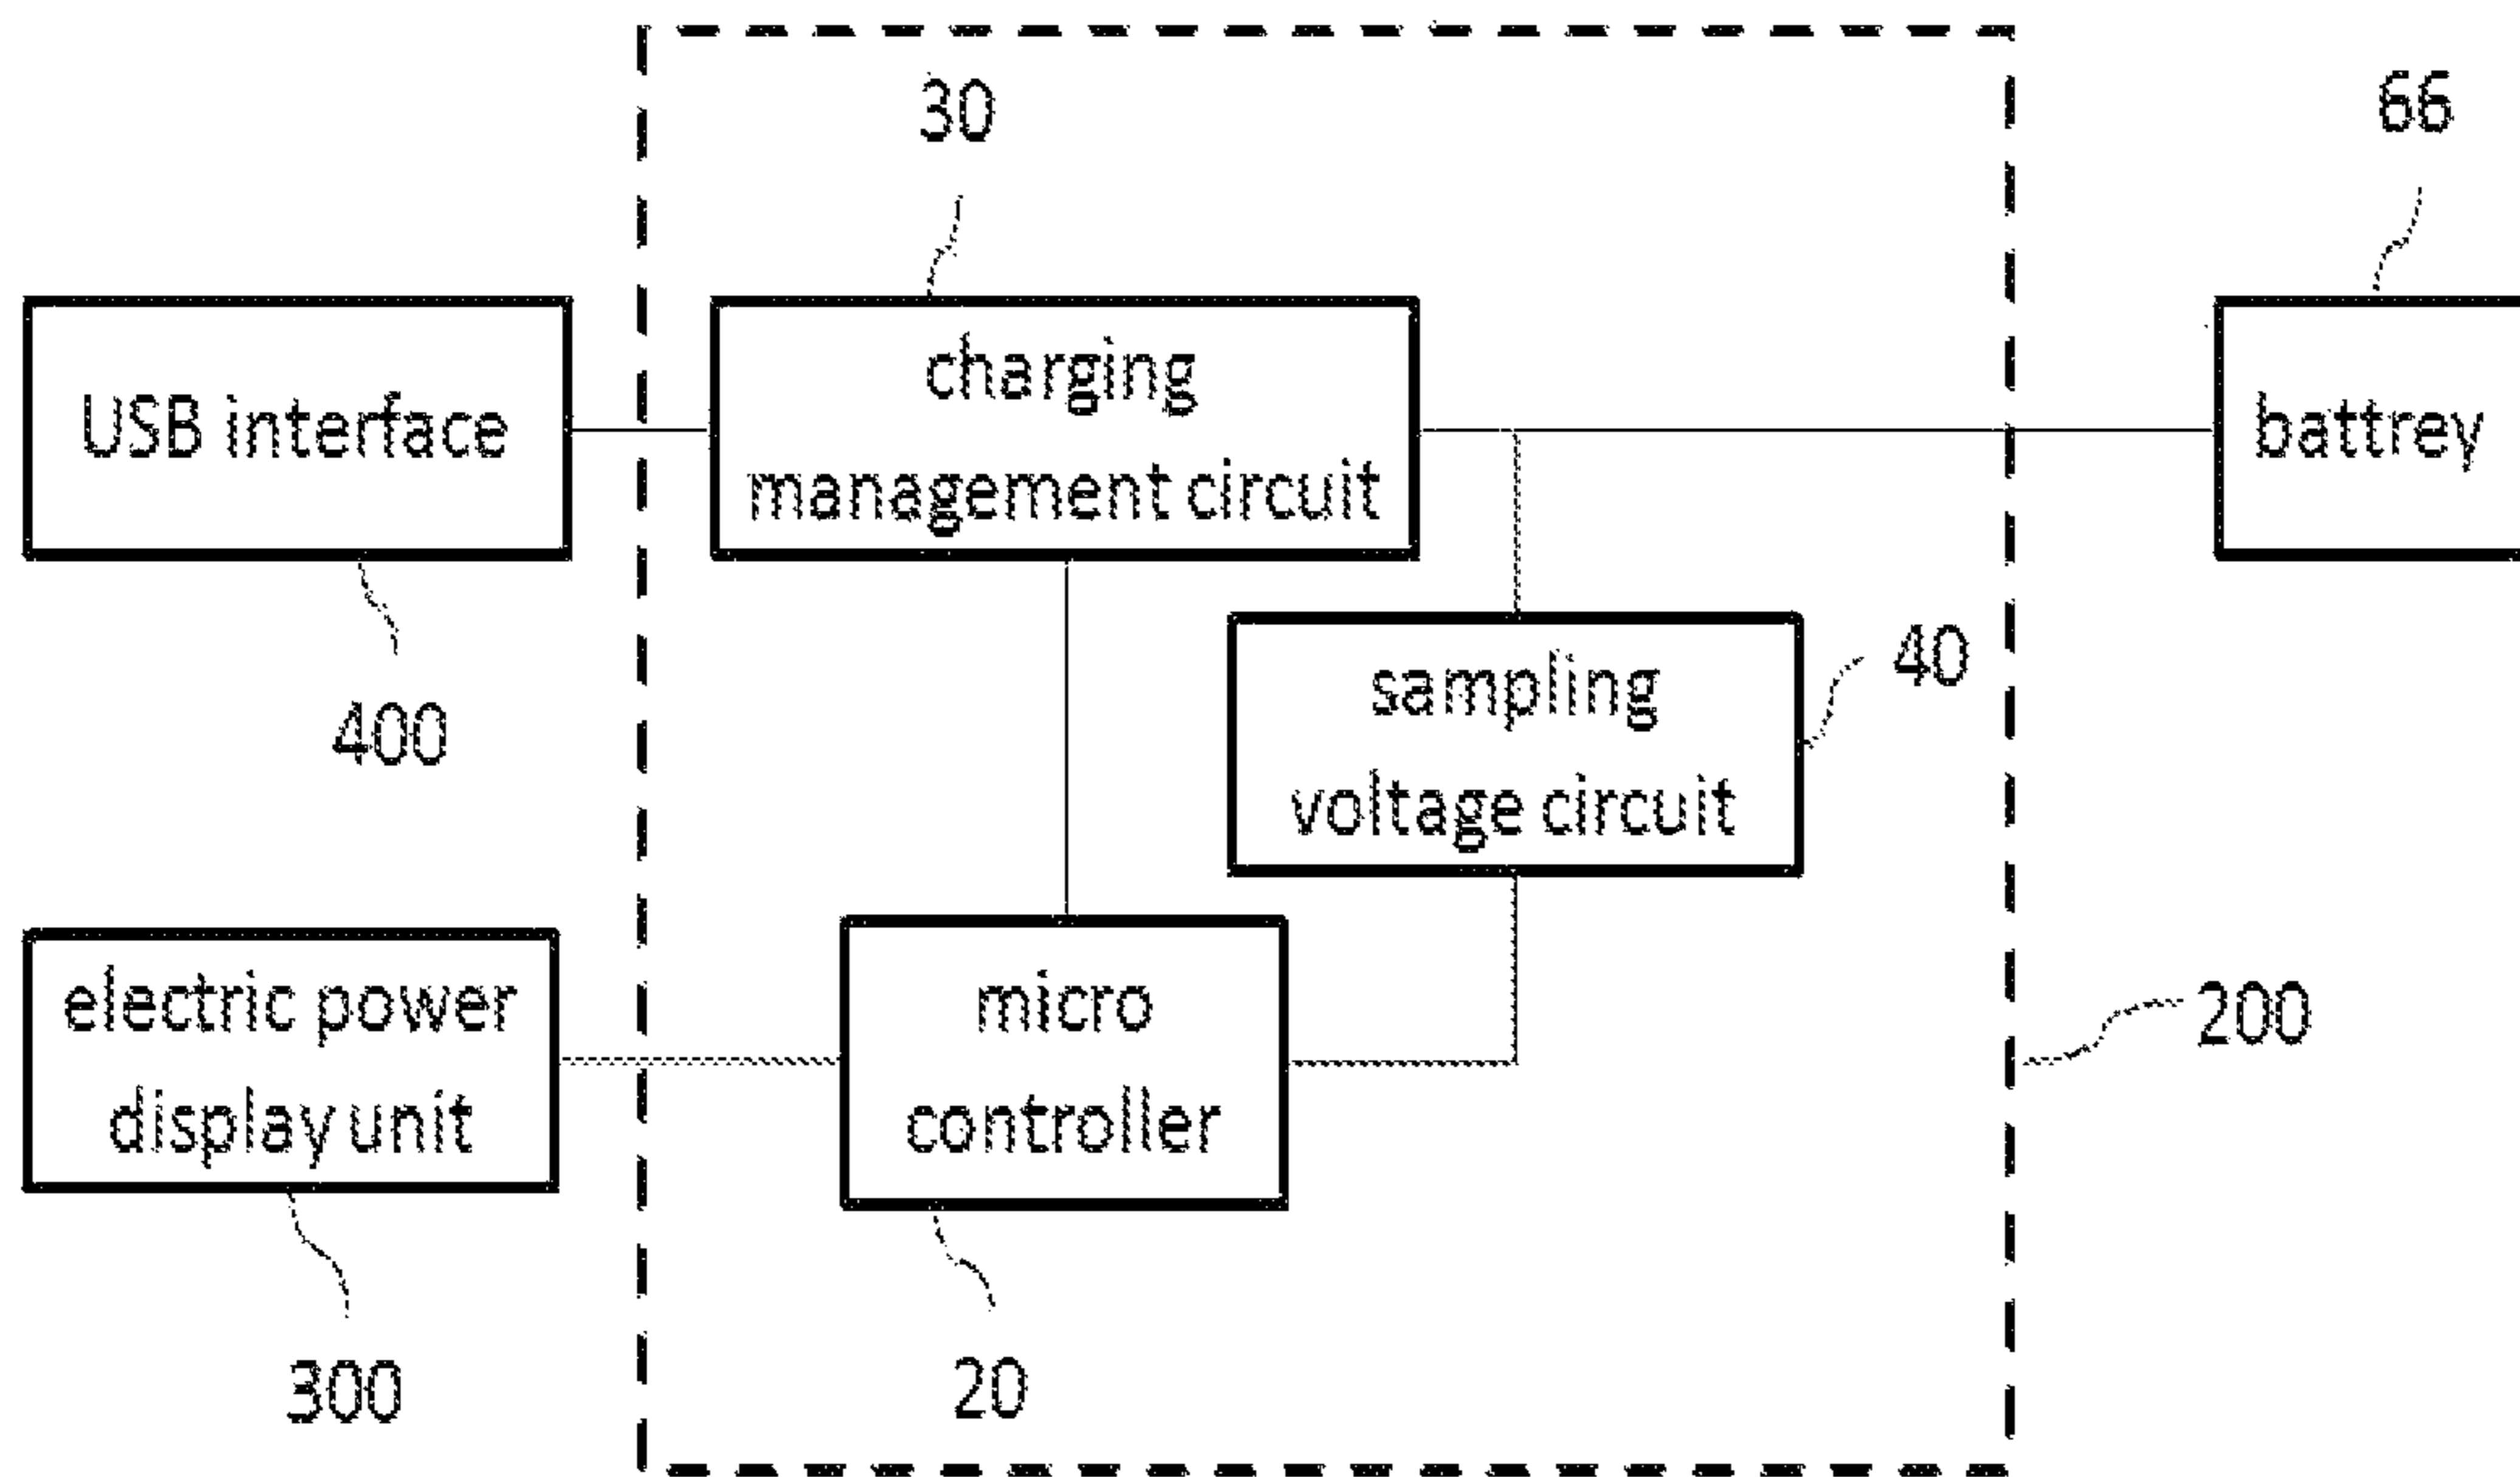 30
66
USB interface
charging
management circuit
battrey
400
sampling
voltage circuit
40
electric power
display unit
micro
controller
200
300
20